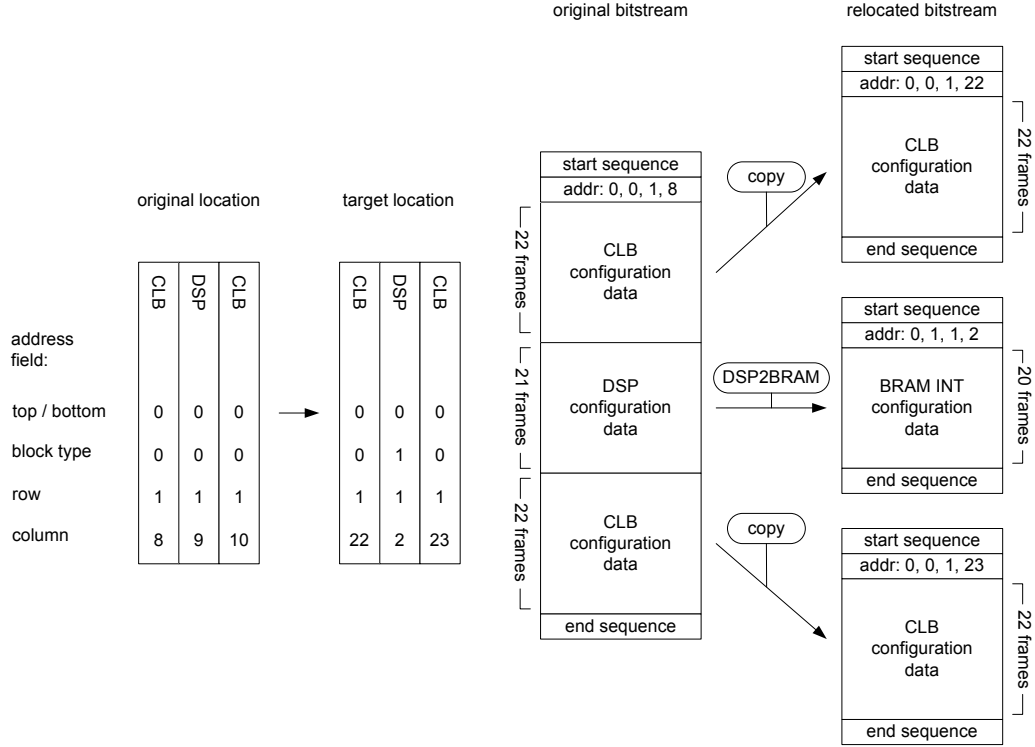 original bitstream
relocated bitstream
original location
target location
CLB DSP CLB
CLB DSP CLB
address
field:
top / bottom 0 0 0 0 0 0
block type 0 0 0 0 1 0
row 1 1 1 1 1 1
column 8 9 10 22 2 23
start sequence
addr: 0, 0, 1, 8
22 frames
CLB
configuration
data
21 frames
DSP
configuration
data
22 frames
CLB
configuration
data
end sequence
copy
DSP2BRAM
copy
start sequence
addr: 0, 0, 1, 22
CLB
configuration
data
22 frames
end sequence
start sequence
addr: 0, 1, 1, 2
BRAM INT
configuration
data
20 frames
end sequence
start sequence
addr: 0, 0, 1, 23
CLB
configuration
data
22 frames
end sequence